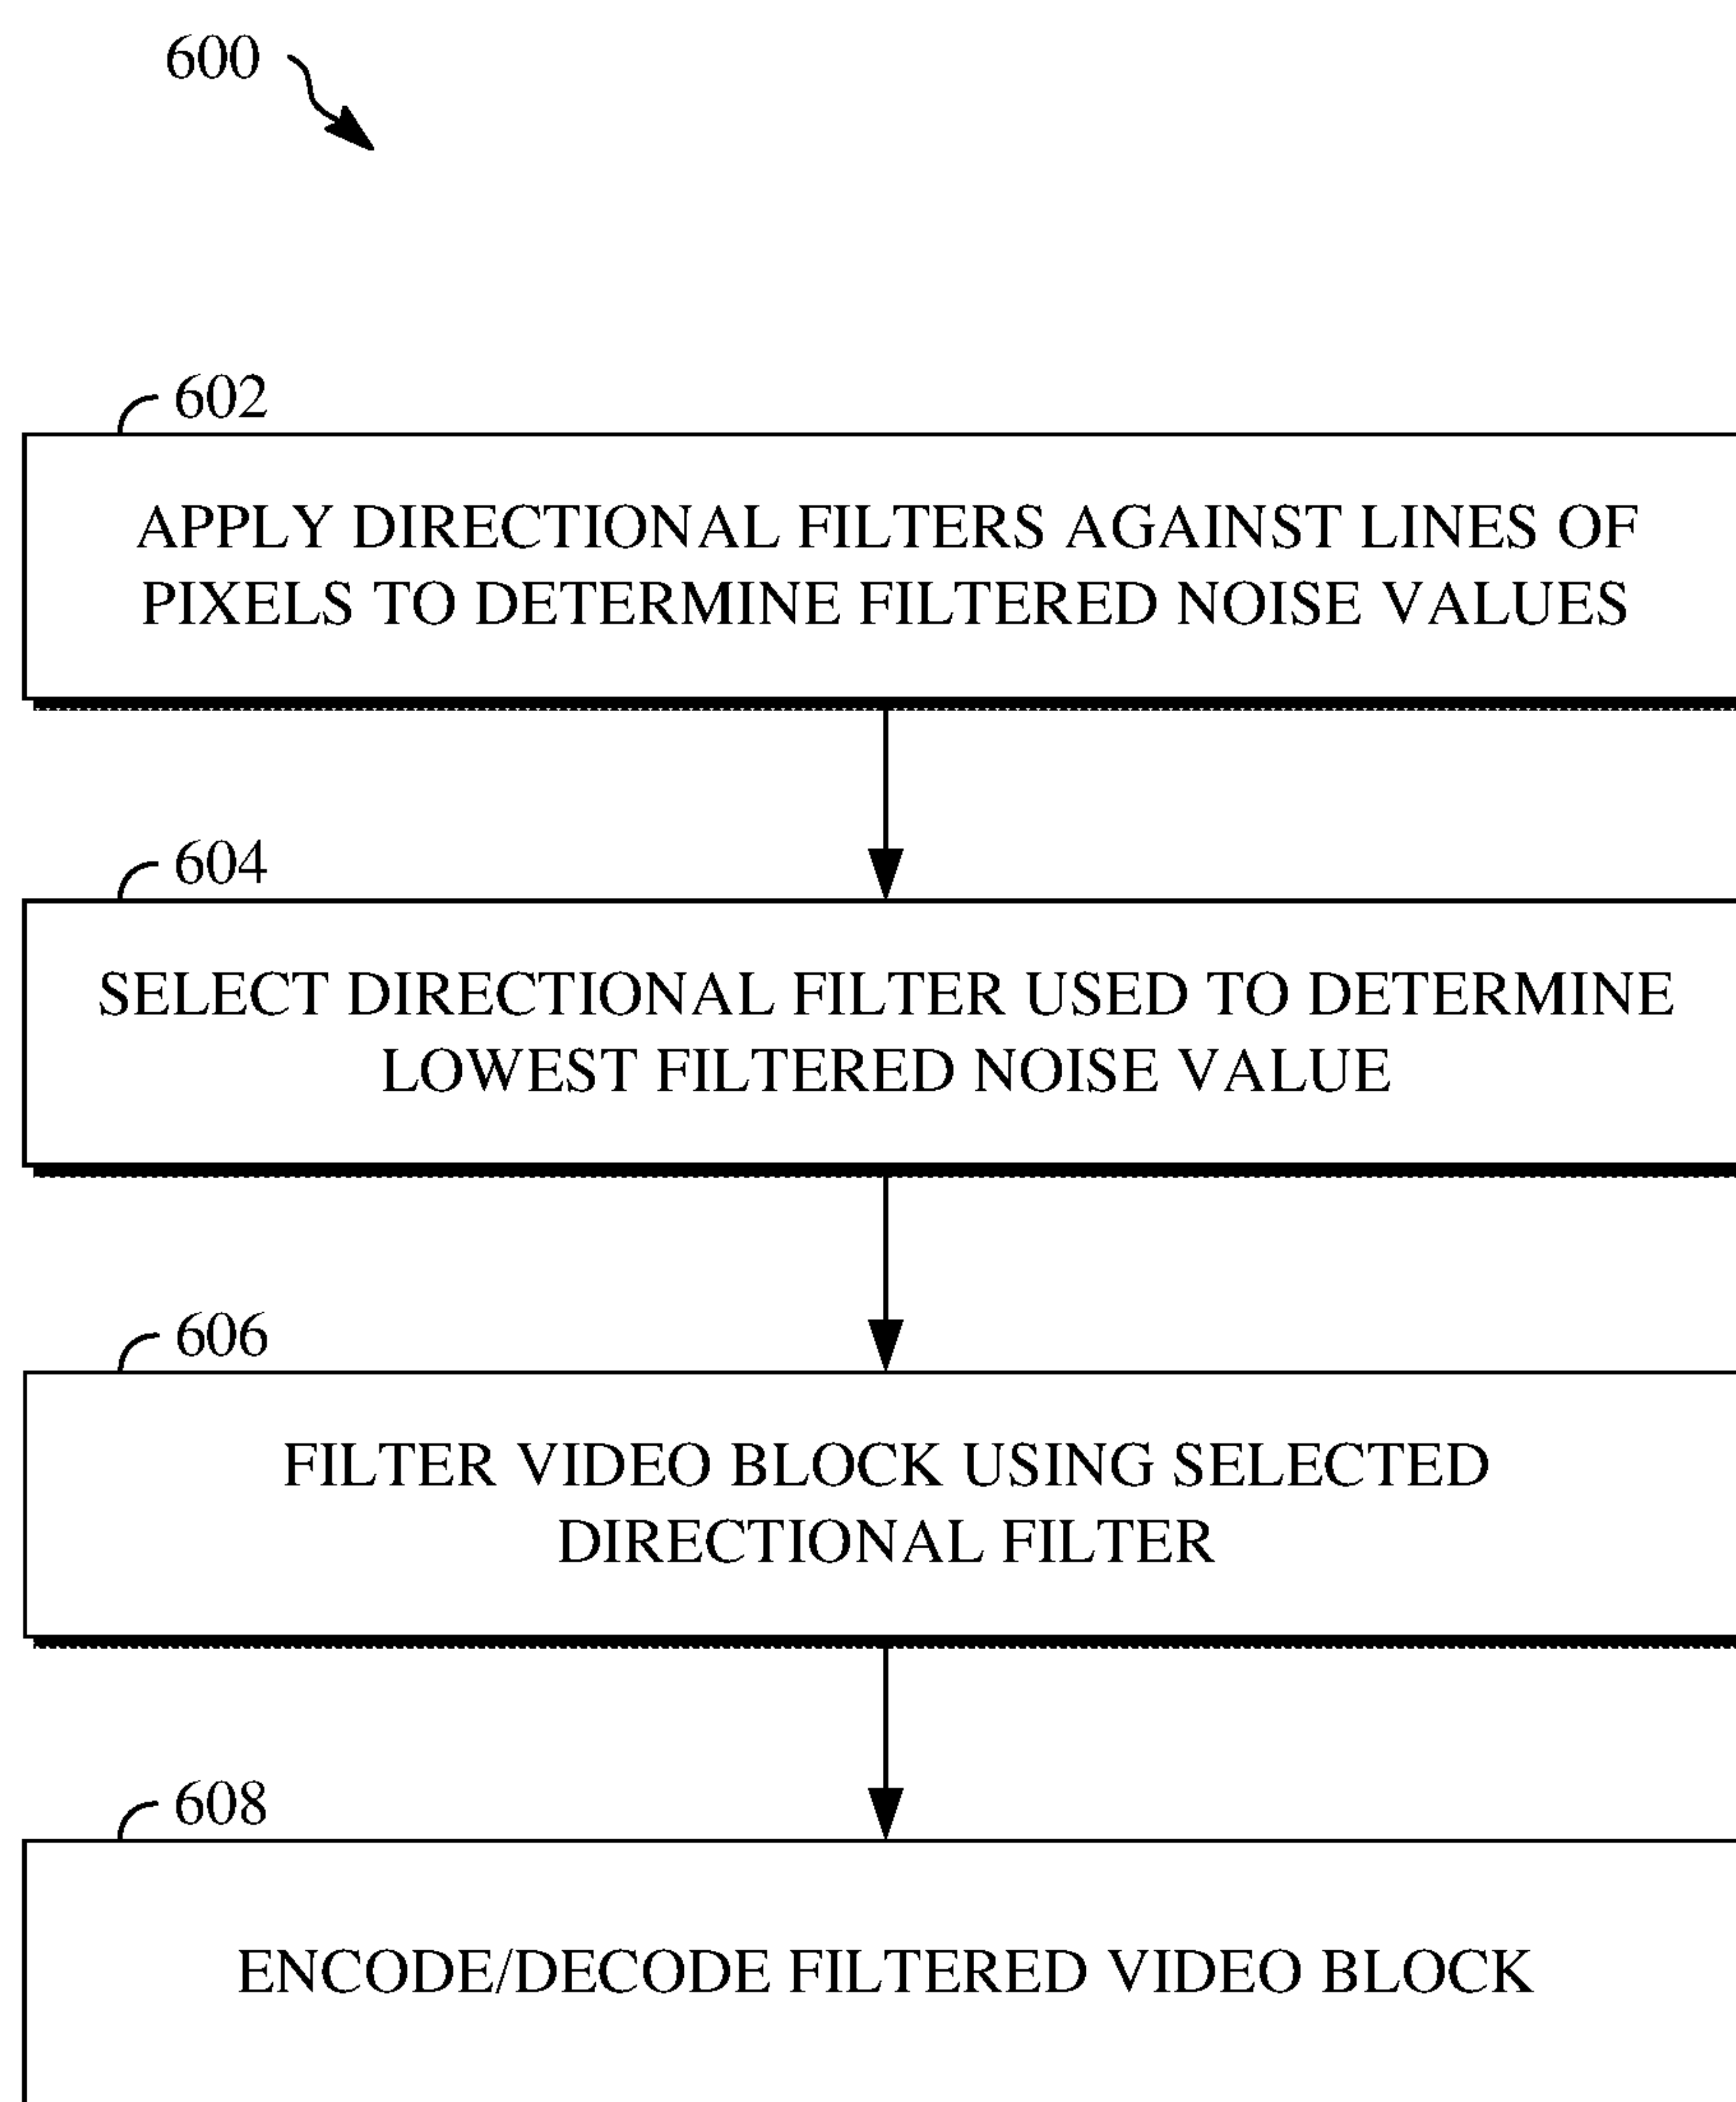 600
602
APPLY DIRECTIONAL FILTERS AGAINST LINES OF
PIXELS TO DETERMINE FILTERED NOISE VALUES
604
SELECT DIRECTIONAL FILTER USED TO DETERMINE
LOWEST FILTERED NOISE VALUE
606
FILTER VIDEO BLOCK USING SELECTED
DIRECTIONAL FILTER
608
ENCODE/DECODE FILTERED VIDEO BLOCK